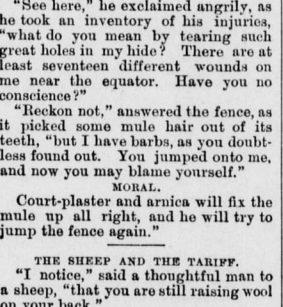 "See here," he exclaimed angrily, as
he took an inventory of his injuries,
"what do you mean by tearing such
great holes in my hide? There are at
least seventeen different wounds on
me near the equator. Have you no
conscience?"
"Reckon not," answered the fence, as
it picked some mule hair out of its
teeth, "but I have barbs, as you doubt-
less found out. You jumped onto me,
and now you may blame yourself."
MORAL.
Court-plaster and arnica will fix the
mule up all right, and he will try to
jump the fence again."
THE SHEEP AND THE TARIFF.
"I notice," said a thoughtful man to
a sheep, "that you are still raising wool
on your back."